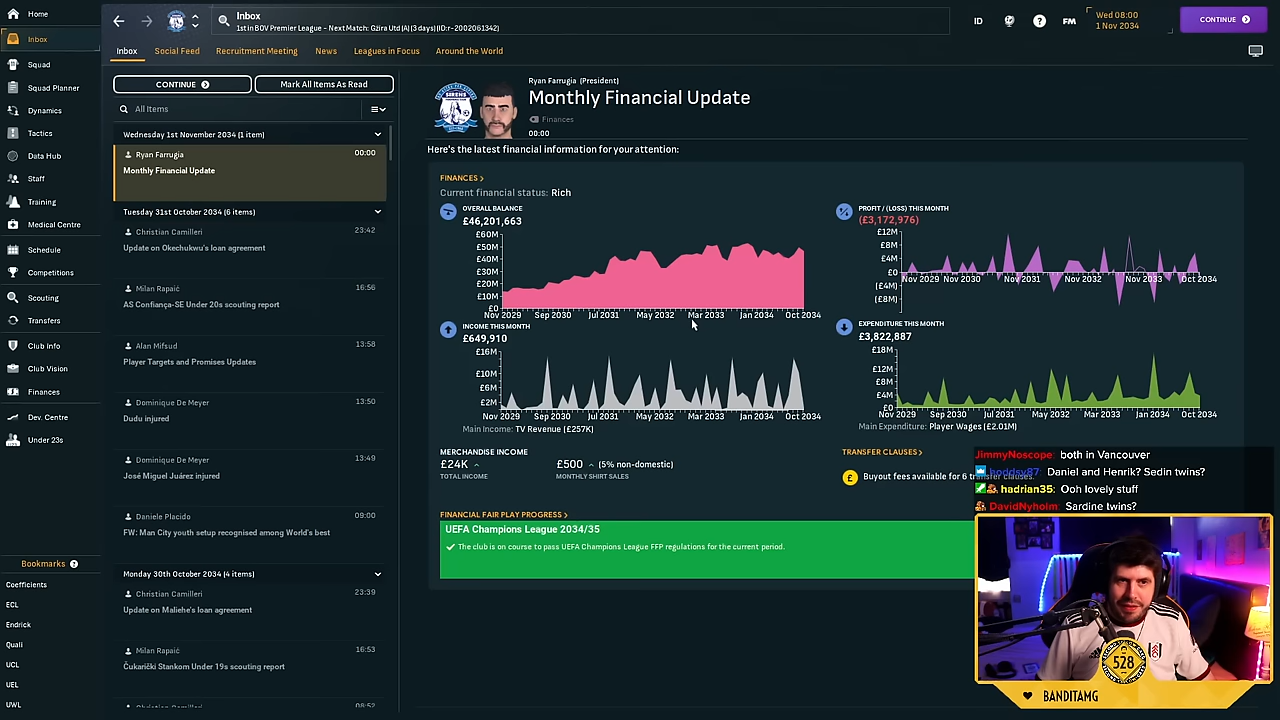 Home
Inbox
Squad
Squad Planner
Dynamics
Tactics
Data Hub
Staff
Training
Medical Centre
Schedule
Competitions
Scouting
Transfers
Club Info
Club Vision
Finances
Dev. Centre
Under 23s
Bookmarks ?
Coefficients
ECL
Endrick
Quali
UCL
UEL
UWL
Inbox
1st in BOV Premier League - Next Match: Gżira Utd (A) (3 days) (ID:r-2002061342)
ID
?
FM
Wed 08:00
1 Nov 2034
CONTINUE
Inbox
Social Feed
Recruitment Meeting
News
Leagues in Focus
Around the World
CONTINUE
Mark All Items As Read
All Items
Wednesday 1st November 2034 (1 item)
Ryan Farrugia
00:00
Monthly Financial Update
Tuesday 31st October 2034 (6 items)
Christian Camilleri
23:42
Update on Okechukwu's loan agreement
Milan Rapaić
16:56
AS Confiança-SE Under 20s scouting report
Alan Mifsud
13:58
Player Targets and Promises Updates
Dominique De Meyer
13:50
Dudu injured
Dominique De Meyer
13:49
José Miguel Juárez injured
Daniele Placido
09:00
FW: Man City youth setup recognised among World's best
Monday 30th October 2034 (4 items)
Christian Camilleri
23:39
Update on Maliehe's loan agreement
Milan Rapaić
16:53
Čukarički Stankom Under 19s scouting report
Christian Camilleri
08:52
SIRENS
Ryan Farrugia (President)
Monthly Financial Update
Finances
00:00
Here's the latest financial information for your attention:
FINANCES >
Current financial status: Rich
OVERALL BALANCE
£46,201,663
£60M
£50M
£40M
£30M
£20M
£10M
£0
Nov 2029 Sep 2030 Jul 2031 May 2032 Mar 2033 Jan 2034 Oct 2034
PROFIT / (LOSS) THIS MONTH
(£3,172,976)
£12M
£8M
£4M
£0
(£4M)
(£8M)
Nov 2029 Nov 2030 Nov 2031 Nov 2032 Nov 2033 Oct 2034
INCOME THIS MONTH
£649,910
£16M
£10M
£6M
£2M
Nov 2029 Sep 2030 Jul 2031 May 2032 Mar 2033 Jan 2034 Oct 2034
Main Income: TV Revenue (£257K)
EXPENDITURE THIS MONTH
£3,822,887
£18M
£12M
£8M
£4M
£0
Nov 2029 Sep 2030 Jul 2031 May 2032 Mar 2033 Jan 2034 Oct 2034
Main Expenditure: Player Wages (£2.01M)
MERCHANDISE INCOME
£24K
TOTAL INCOME
£500 (5% non-domestic)
MONTHLY SHIRT SALES
TRANSFER CLAUSES >
£
Buyout fees available for 6 transfer clauses.
FINANCIAL FAIR PLAY PROGRESS >
UEFA Champions League 2034/35
The club is on course to pass UEFA Champions League FFP regulations for the current period.
JimmyNoscope: both in Vancouver
hoddsy87: Daniel and Henrik? Sedin twins?
hadrian35: Ooh lovely stuff
DavidNyholm: Sardine twins?
528
BANDITAMG